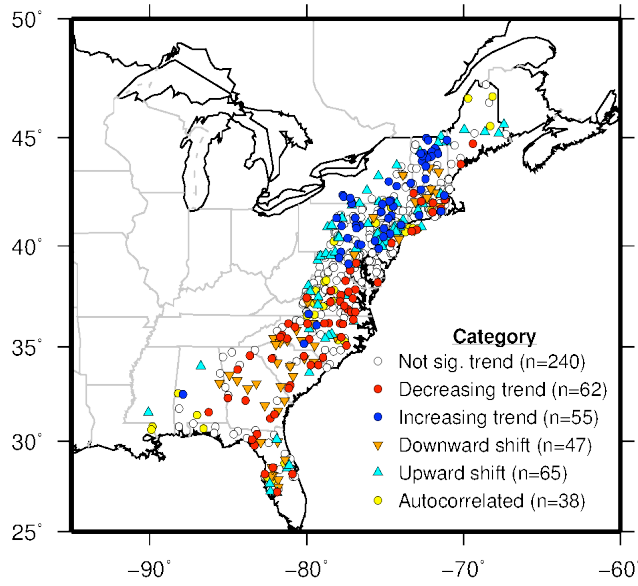 50˚
45˚
40˚
35˚
30˚
25˚
Category
Not sig. trend (n=240)
Decreasing trend (n=62)
Increasing trend (n=55)
Downward shift (n=47)
Upward shift (n=65)
Autocorrelated (n=38)
−90˚ −80˚ −70˚ −60˚